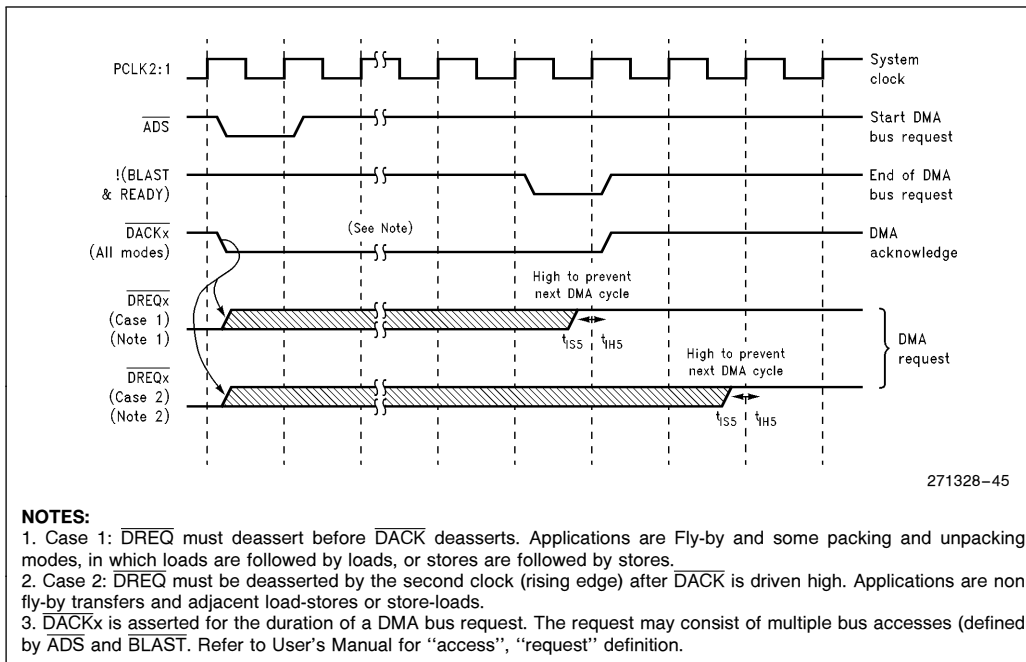 PCLK2:1
System
clock
ADS
Start DMA
bus request
!(BLAST
& READY)
End of DMA
bus request
DACKx
(All modes)
(See Note)
DMA
acknowledge
High to prevent
next DMA cycle
DREQx
(Case 1)
(Note 1)
tIS5 tIH5
DMA
request
High to prevent
next DMA cycle
DREQx
(Case 2)
(Note 2)
tIS5 tIH5
271328–45
NOTES:
1. Case 1: DREQ must deassert before DACK deasserts. Applications are Fly-by and some packing and unpacking
modes, in which loads are followed by loads, or stores are followed by stores.
2. Case 2: DREQ must be deasserted by the second clock (rising edge) after DACK is driven high. Applications are non
fly-by transfers and adjacent load-stores or store-loads.
3. DACKx is asserted for the duration of a DMA bus request. The request may consist of multiple bus accesses (defined
by ADS and BLAST. Refer to User's Manual for ‘‘access’’, ‘‘request’’ definition.